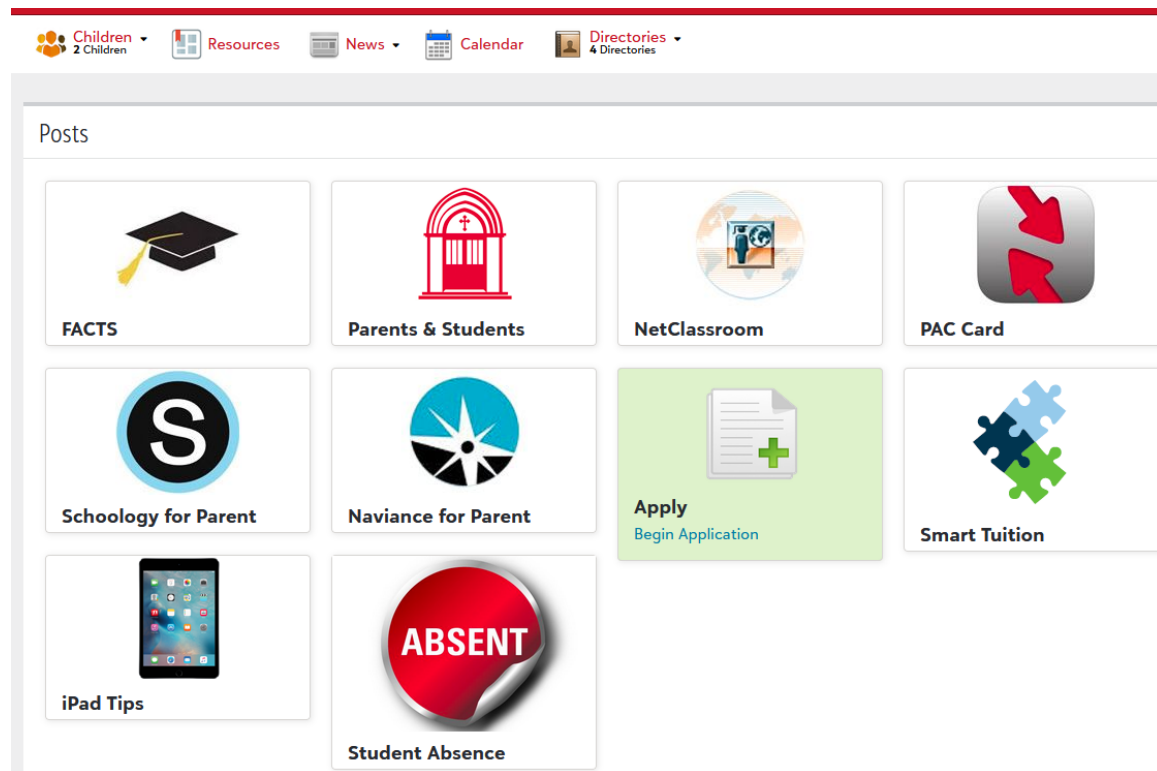 Children
2 Children
Resources
News
Calendar
Directories
4 Directories
Posts
FACTS
Parents & Students
NetClassroom
PAC Card
S
Schoology for Parent
Naviance for Parent
Apply
Begin Application
Smart Tuition
iPad Tips
ABSENT
Student Absence